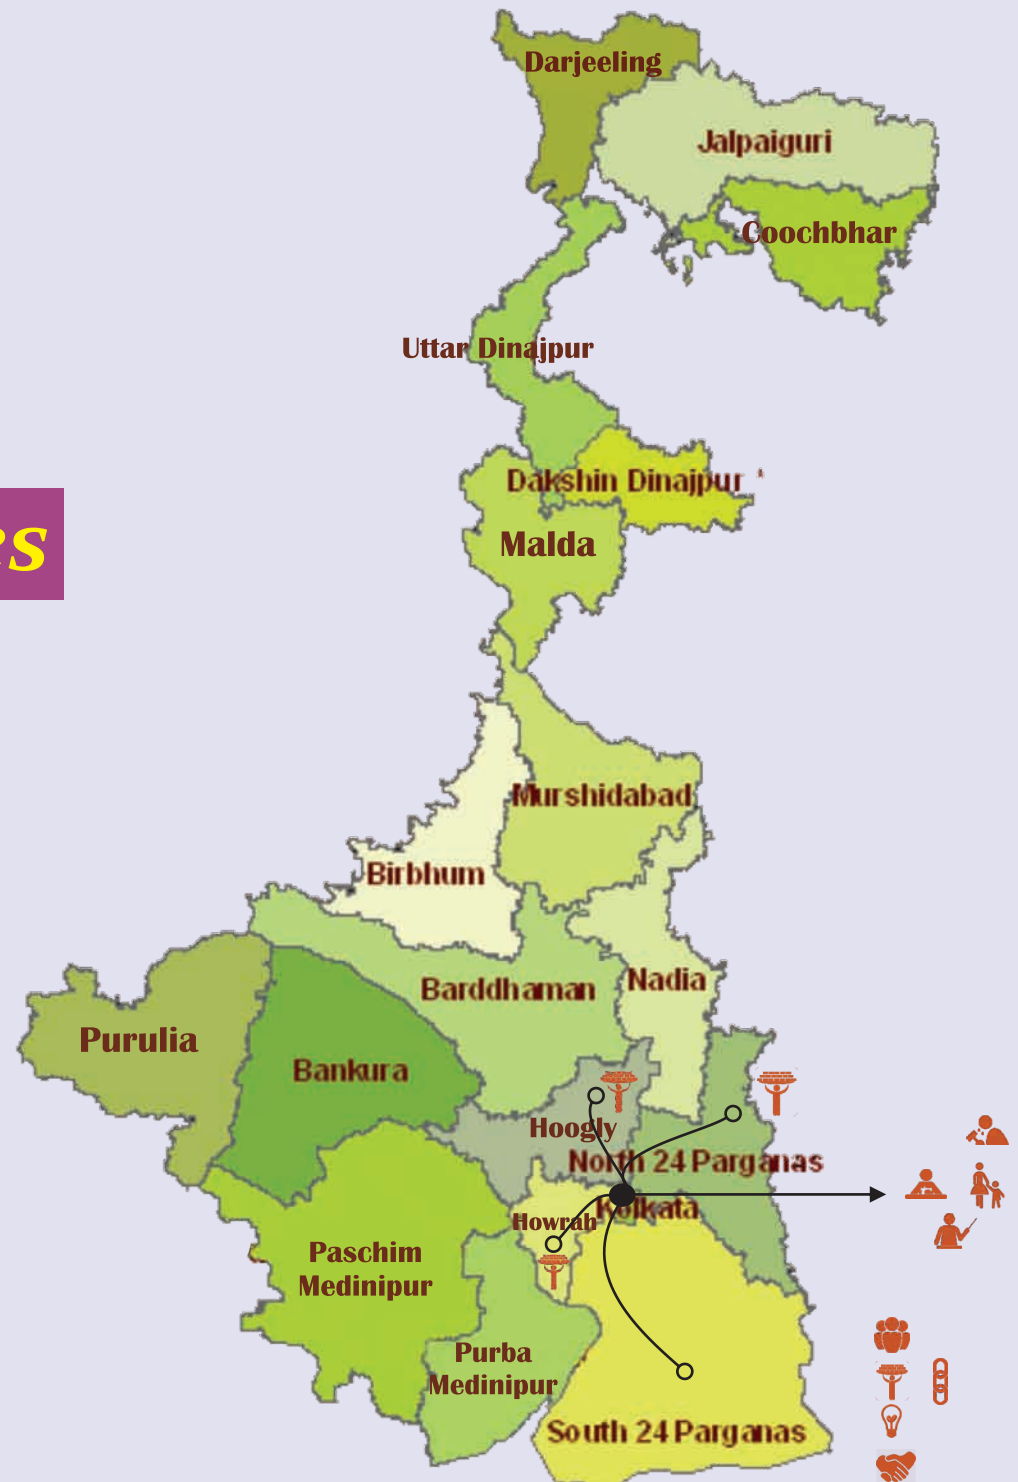 Darjeeling
Jalpaiguri
Coochbhar
Uttar Dinajpur
Dakshin Dinajpur
es
Malda
Murshidabad
Birbhum
Nadia
Barddhaman
Purulia
Bankura
Hoogly
North 24 Parganas
Kolkata
Howrah
Paschim
Medinipur
Purba
Medinipur
South 24 Parganas